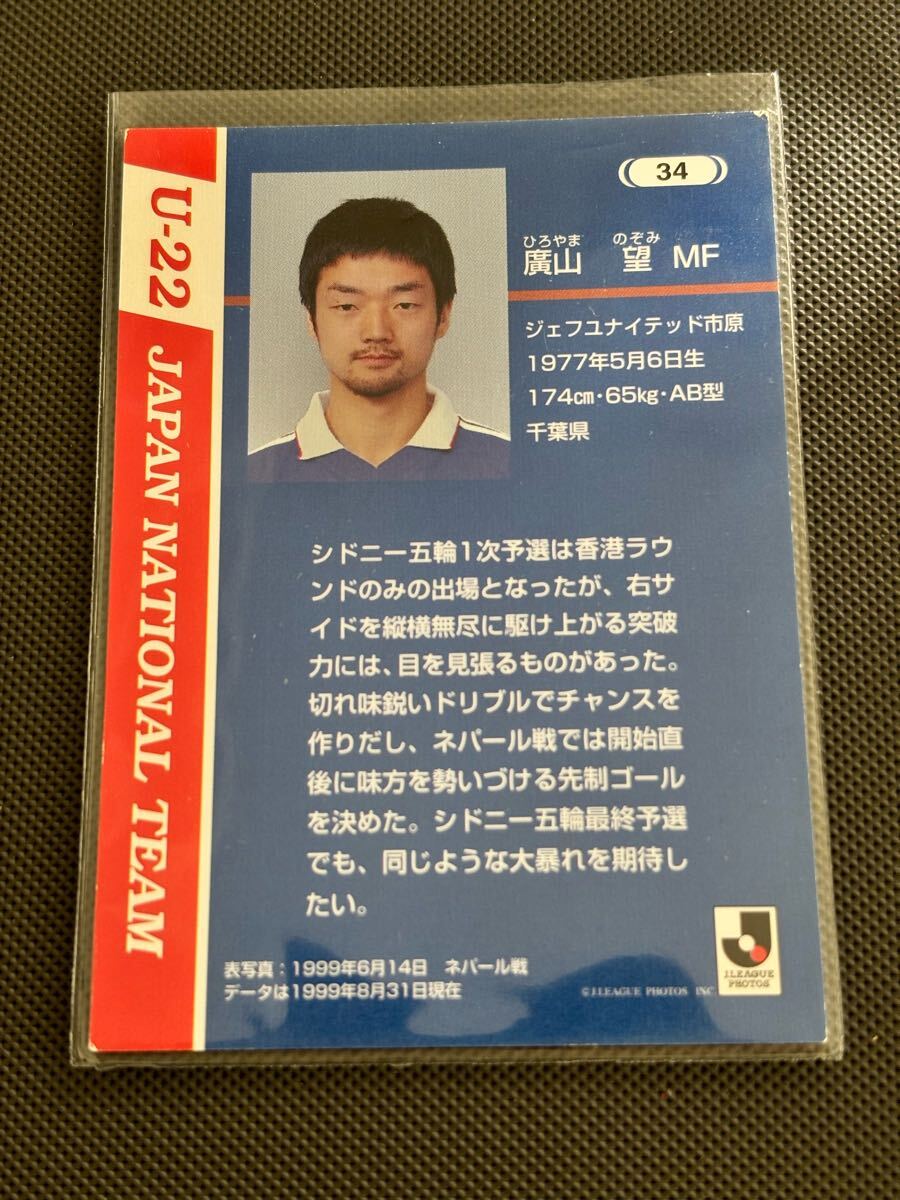 34
ひろやま のぞみ
廣山 望 MF
ジェフユナイテッド市原
1977年5月6日生
174cm・65kg・AB型
千葉県
U-22 JAPAN NATIONAL TEAM
シドニー五輪1次予選は香港ラウ
ンドのみの出場となったが、右サ
イドを縦横無尽に駆け上がる突破
力には、目を見張るものがあった。
切れ味鋭いドリブルでチャンスを
作りだし、ネパール戦では開始直
後に味方を勢いづける先制ゴール
を決めた。シドニー五輪最終予選
でも、同じような大暴れを期待し
たい。
表写真：1999年6月14日 ネパール戦
データは1999年8月31日現在
©J.LEAGUE PHOTOS INC.
J.LEAGUE
PHOTOS